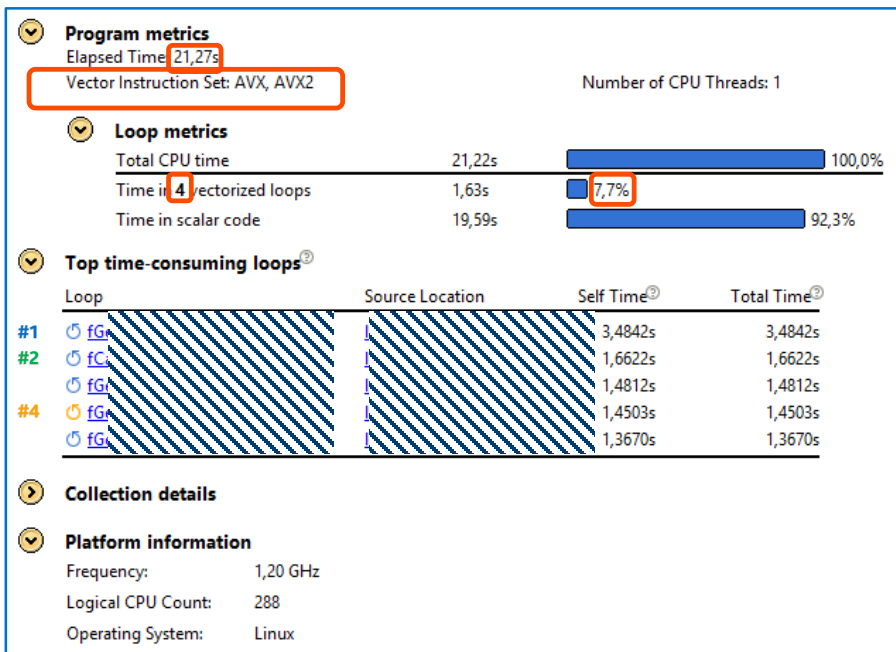 Program metrics
Elapsed Time: 21,27s
Vector Instruction Set: AVX, AVX2 Number of CPU Threads: 1
Loop metrics
Total CPU time 21,22s 100,0%
Time in 4 vectorized loops 1,63s 7,7%
Time in scalar code 19,59s 92,3%
Top time-consuming loops
Loop Source Location Self Time Total Time
#1 3,4842s 3,4842s
#2 1,6622s 1,6622s
1,4812s 1,4812s
#4 1,4503s 1,4503s
1,3670s 1,3670s
Collection details
Platform information
Frequency: 1,20 GHz
Logical CPU Count: 288
Operating System: Linux